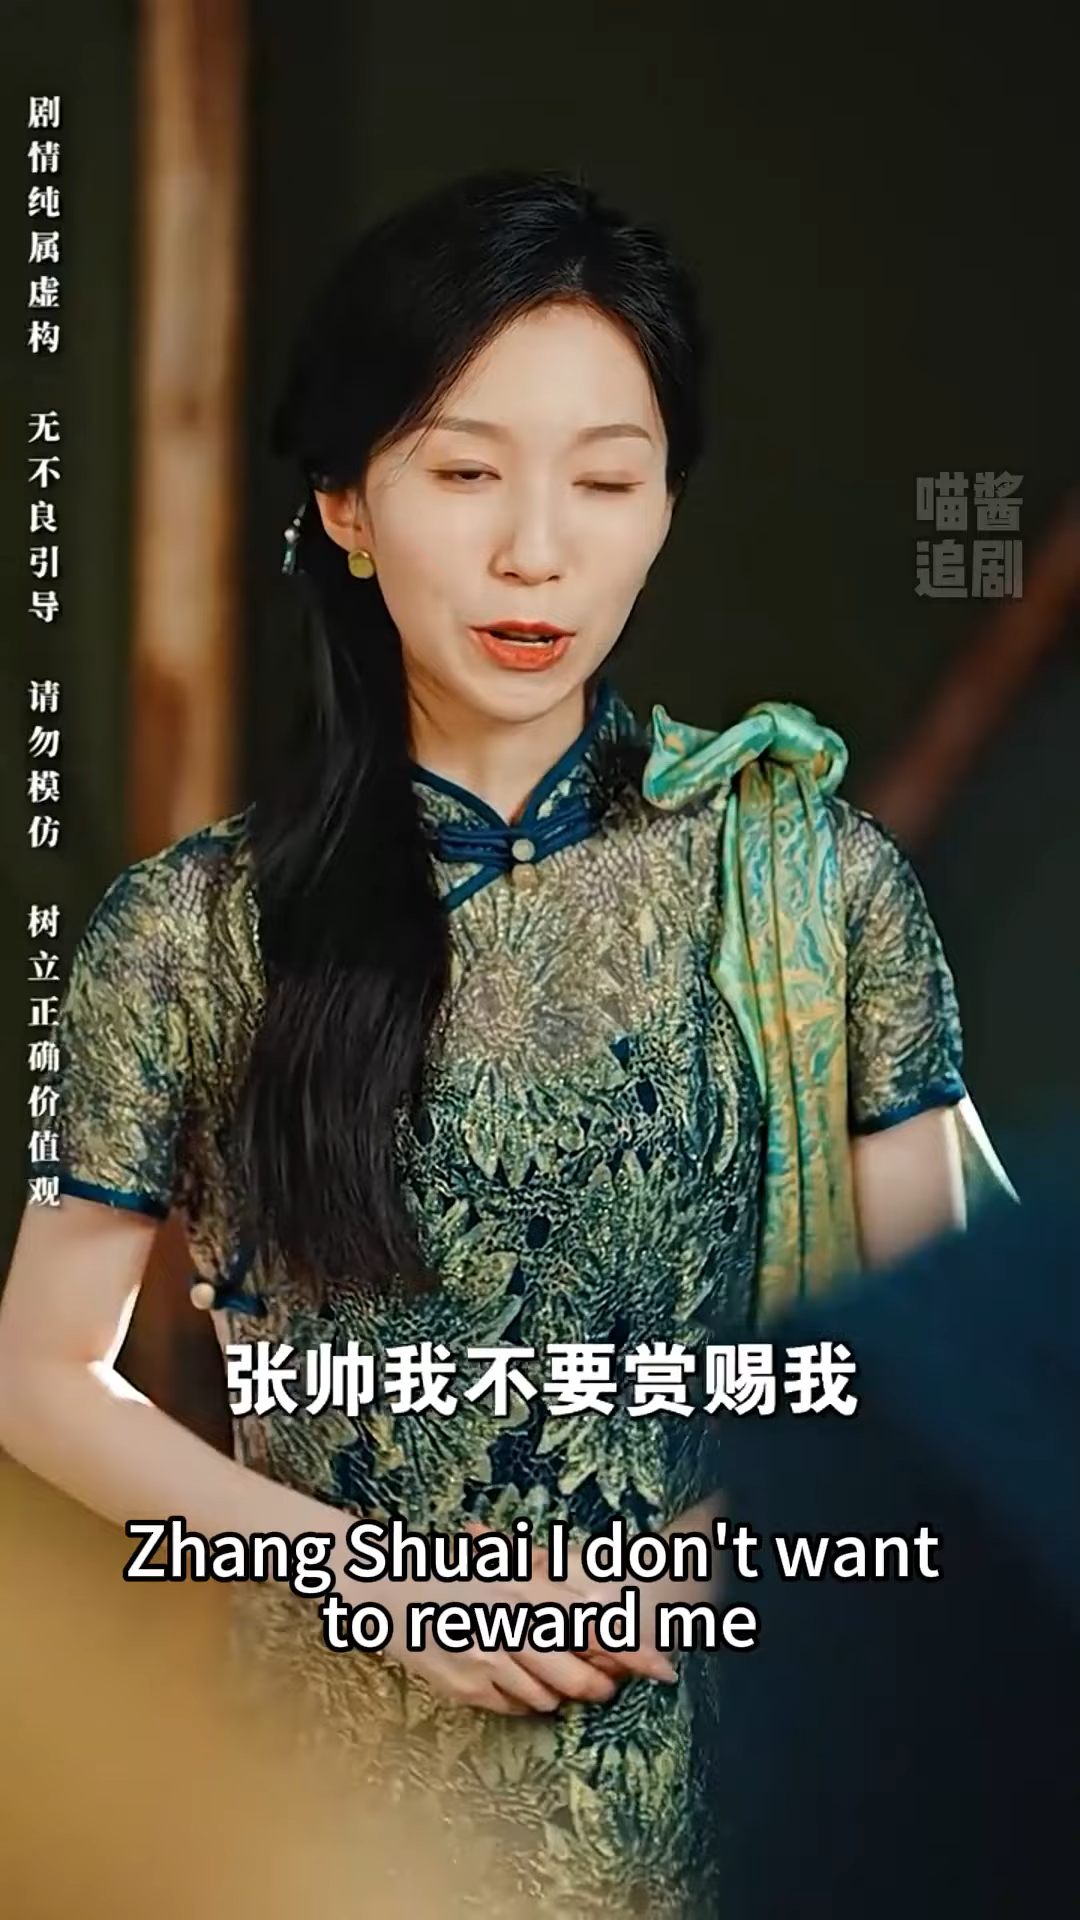 剧情纯属虚构 无不良引导 请勿模仿 树立正确价值观
喵酱
追剧
张帅我不要赏赐我
Zhang Shuai I don't want
to reward me